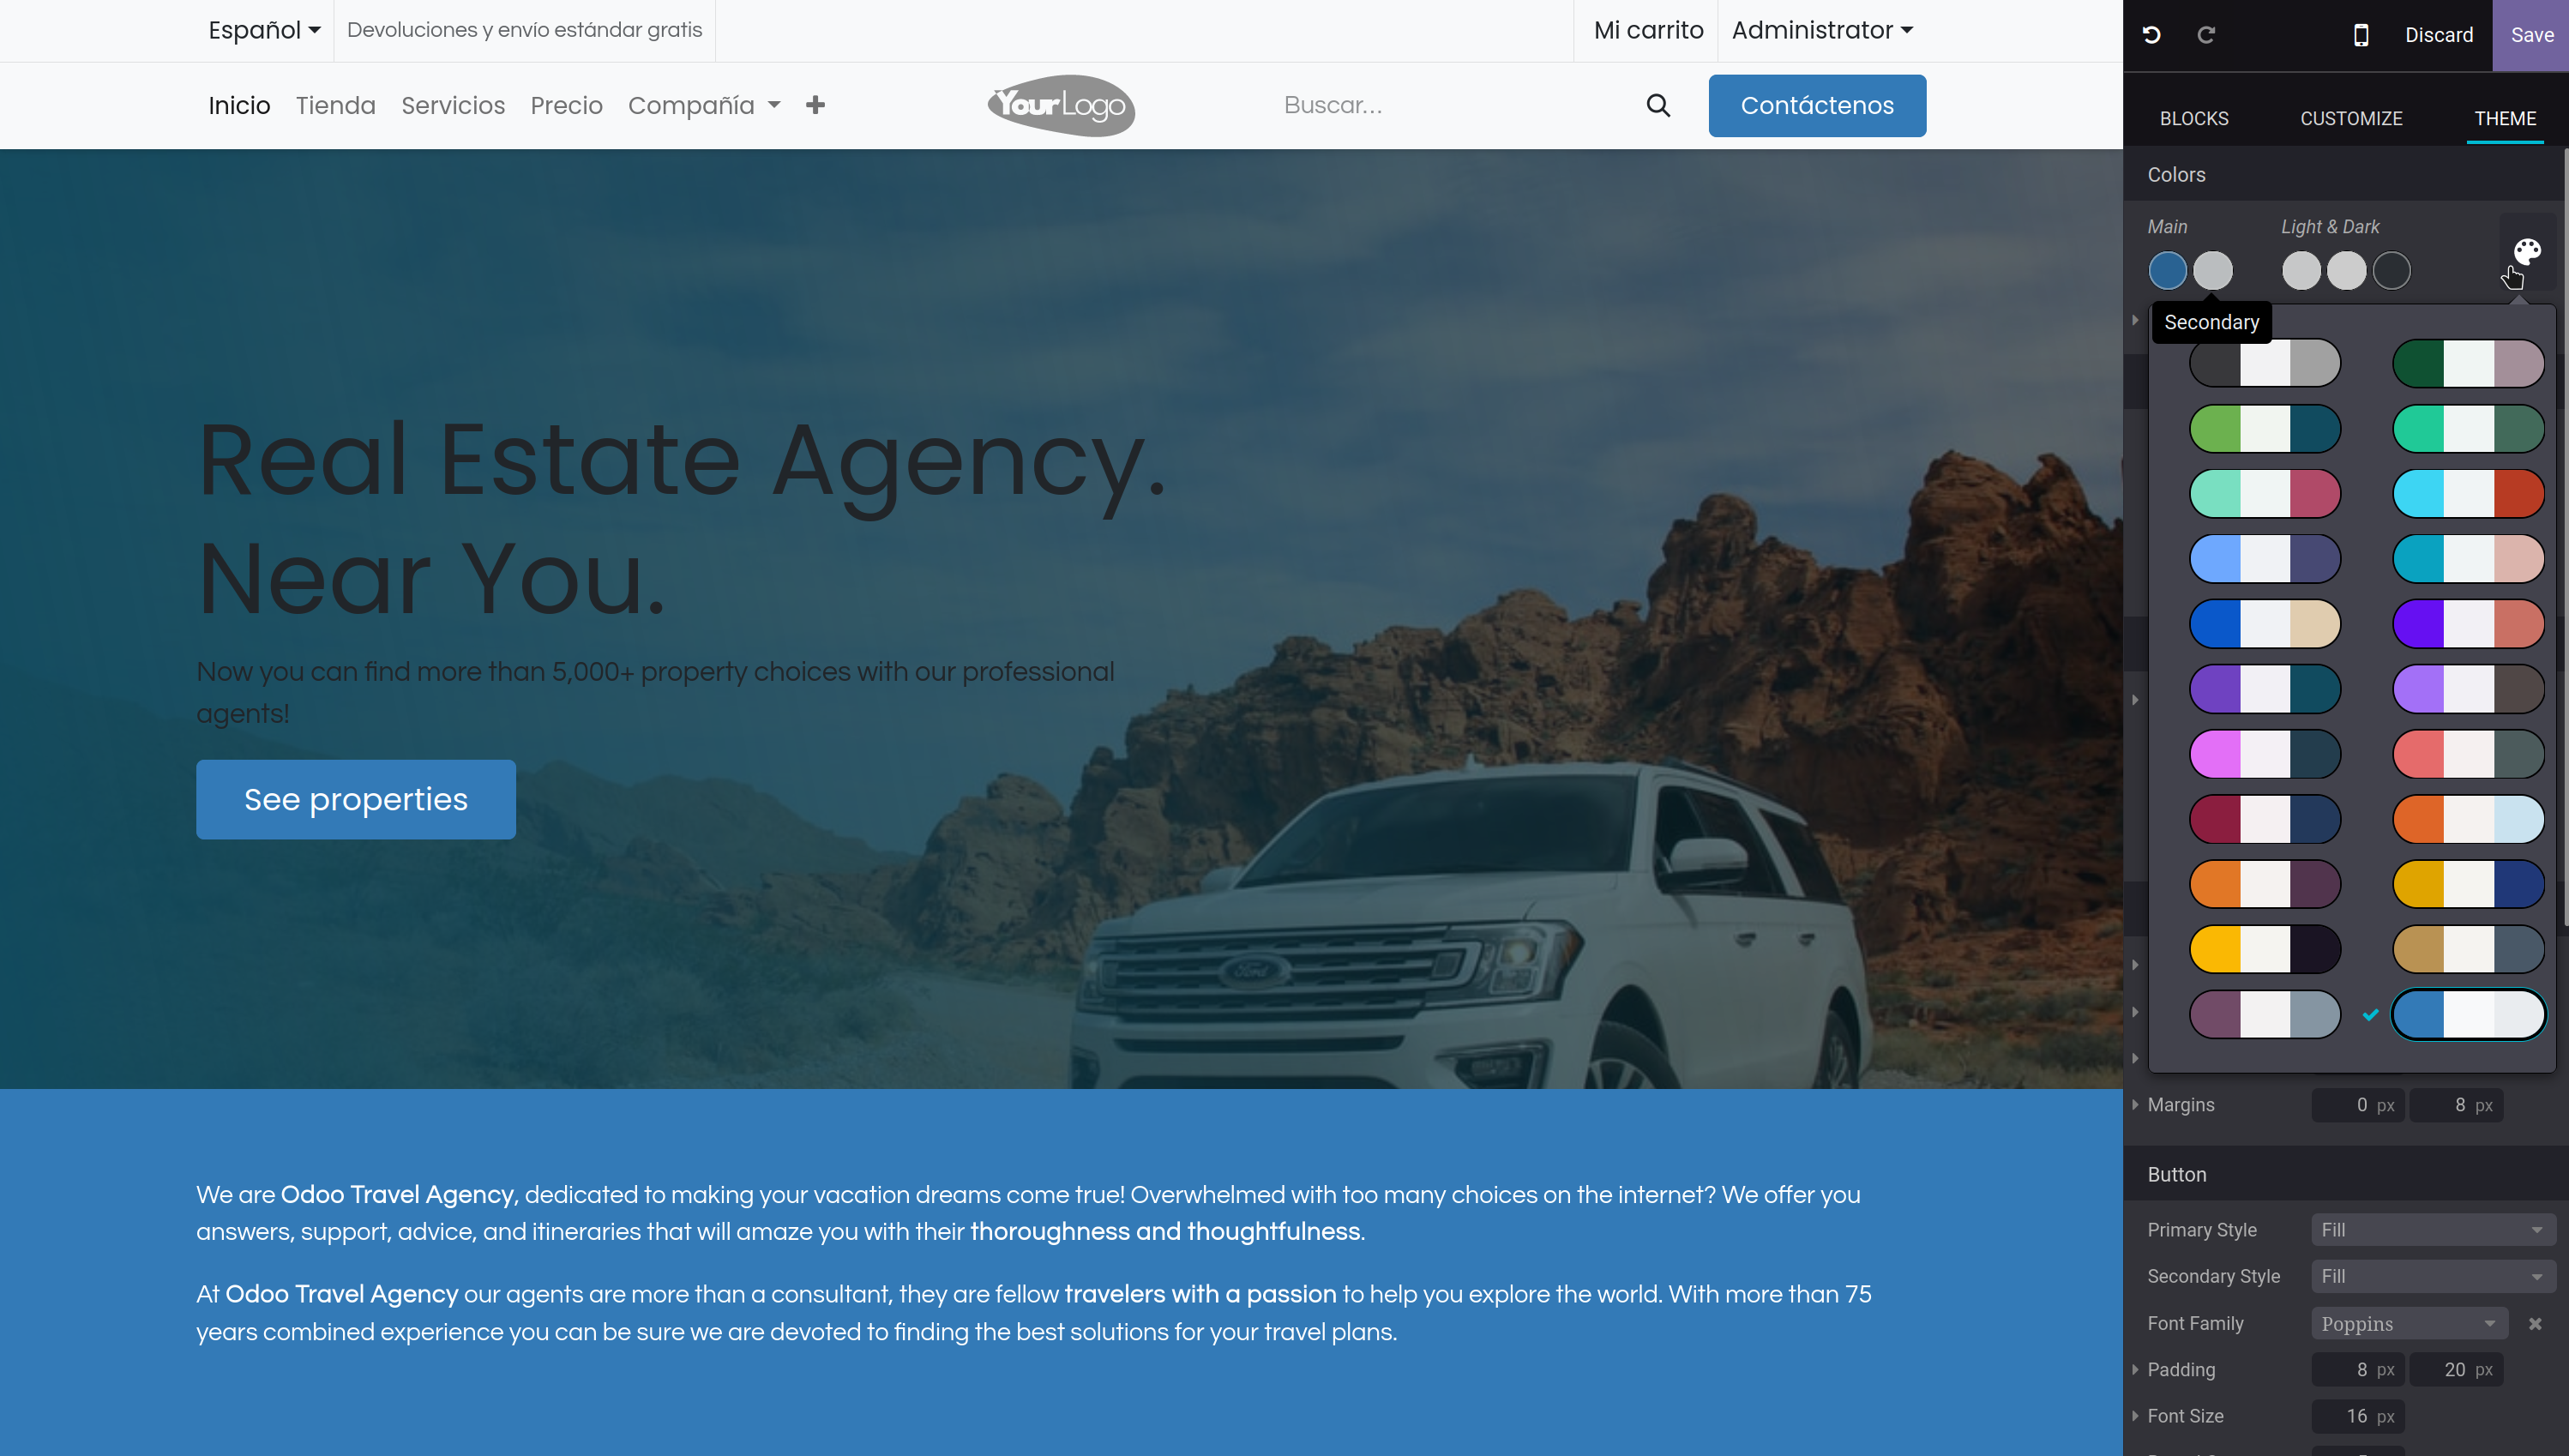 Español
Devoluciones y envío estándar gratis
Mi carrito
Administrator
Discard
Save
Inicio
Tienda
Servicios
Precio
Compañía
YourLogo
Buscar...
Contáctenos
BLOCKS
CUSTOMIZE
THEME
Colors
Main
Light & Dark
Secondary
Real Estate Agency.
Near You.
Now you can find more than 5,000+ property choices with our professional
agents!
See properties
Ford
We are Odoo Travel Agency, dedicated to making your vacation dreams come true! Overwhelmed with too many choices on the internet? We offer you
answers, support, advice, and itineraries that will amaze you with their thoroughness and thoughtfulness.
At Odoo Travel Agency our agents are more than a consultant, they are fellow travelers with a passion to help you explore the world. With more than 75
years combined experience you can be sure we are devoted to finding the best solutions for your travel plans.
Margins 0 px 8 px
Button
Primary Style Fill
Secondary Style Fill
Font Family Poppins
Padding 8 px 20 px
Font Size 16 px